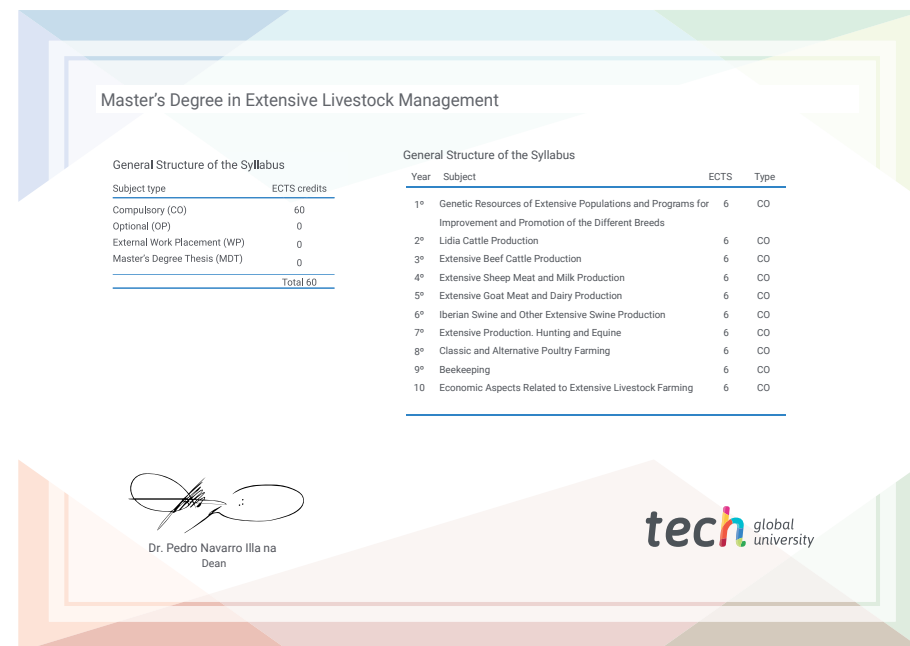 Master's Degree in Extensive Livestock Management
General Structure of the Syllabus
Subject type ECTS credits
Compulsory (CO) 60
Optional (OP) 0
External Work Placement (WP) 0
Master's Degree Thesis (MDT) 0
Total 60
General Structure of the Syllabus
Year Subject ECTS Type
1º Genetic Resources of Extensive Populations and Programs for 6 CO
Improvement and Promotion of the Different Breeds
2º Lidia Cattle Production 6 CO
3º Extensive Beef Cattle Production 6 CO
4º Extensive Sheep Meat and Milk Production 6 CO
5º Extensive Goat Meat and Dairy Production 6 CO
6º Iberian Swine and Other Extensive Swine Production 6 CO
7º Extensive Production. Hunting and Equine 6 CO
8º Classic and Alternative Poultry Farming 6 CO
9º Beekeeping 6 CO
10 Economic Aspects Related to Extensive Livestock Farming 6 CO
Dr. Pedro Navarro Illa na
Dean
tech global
university